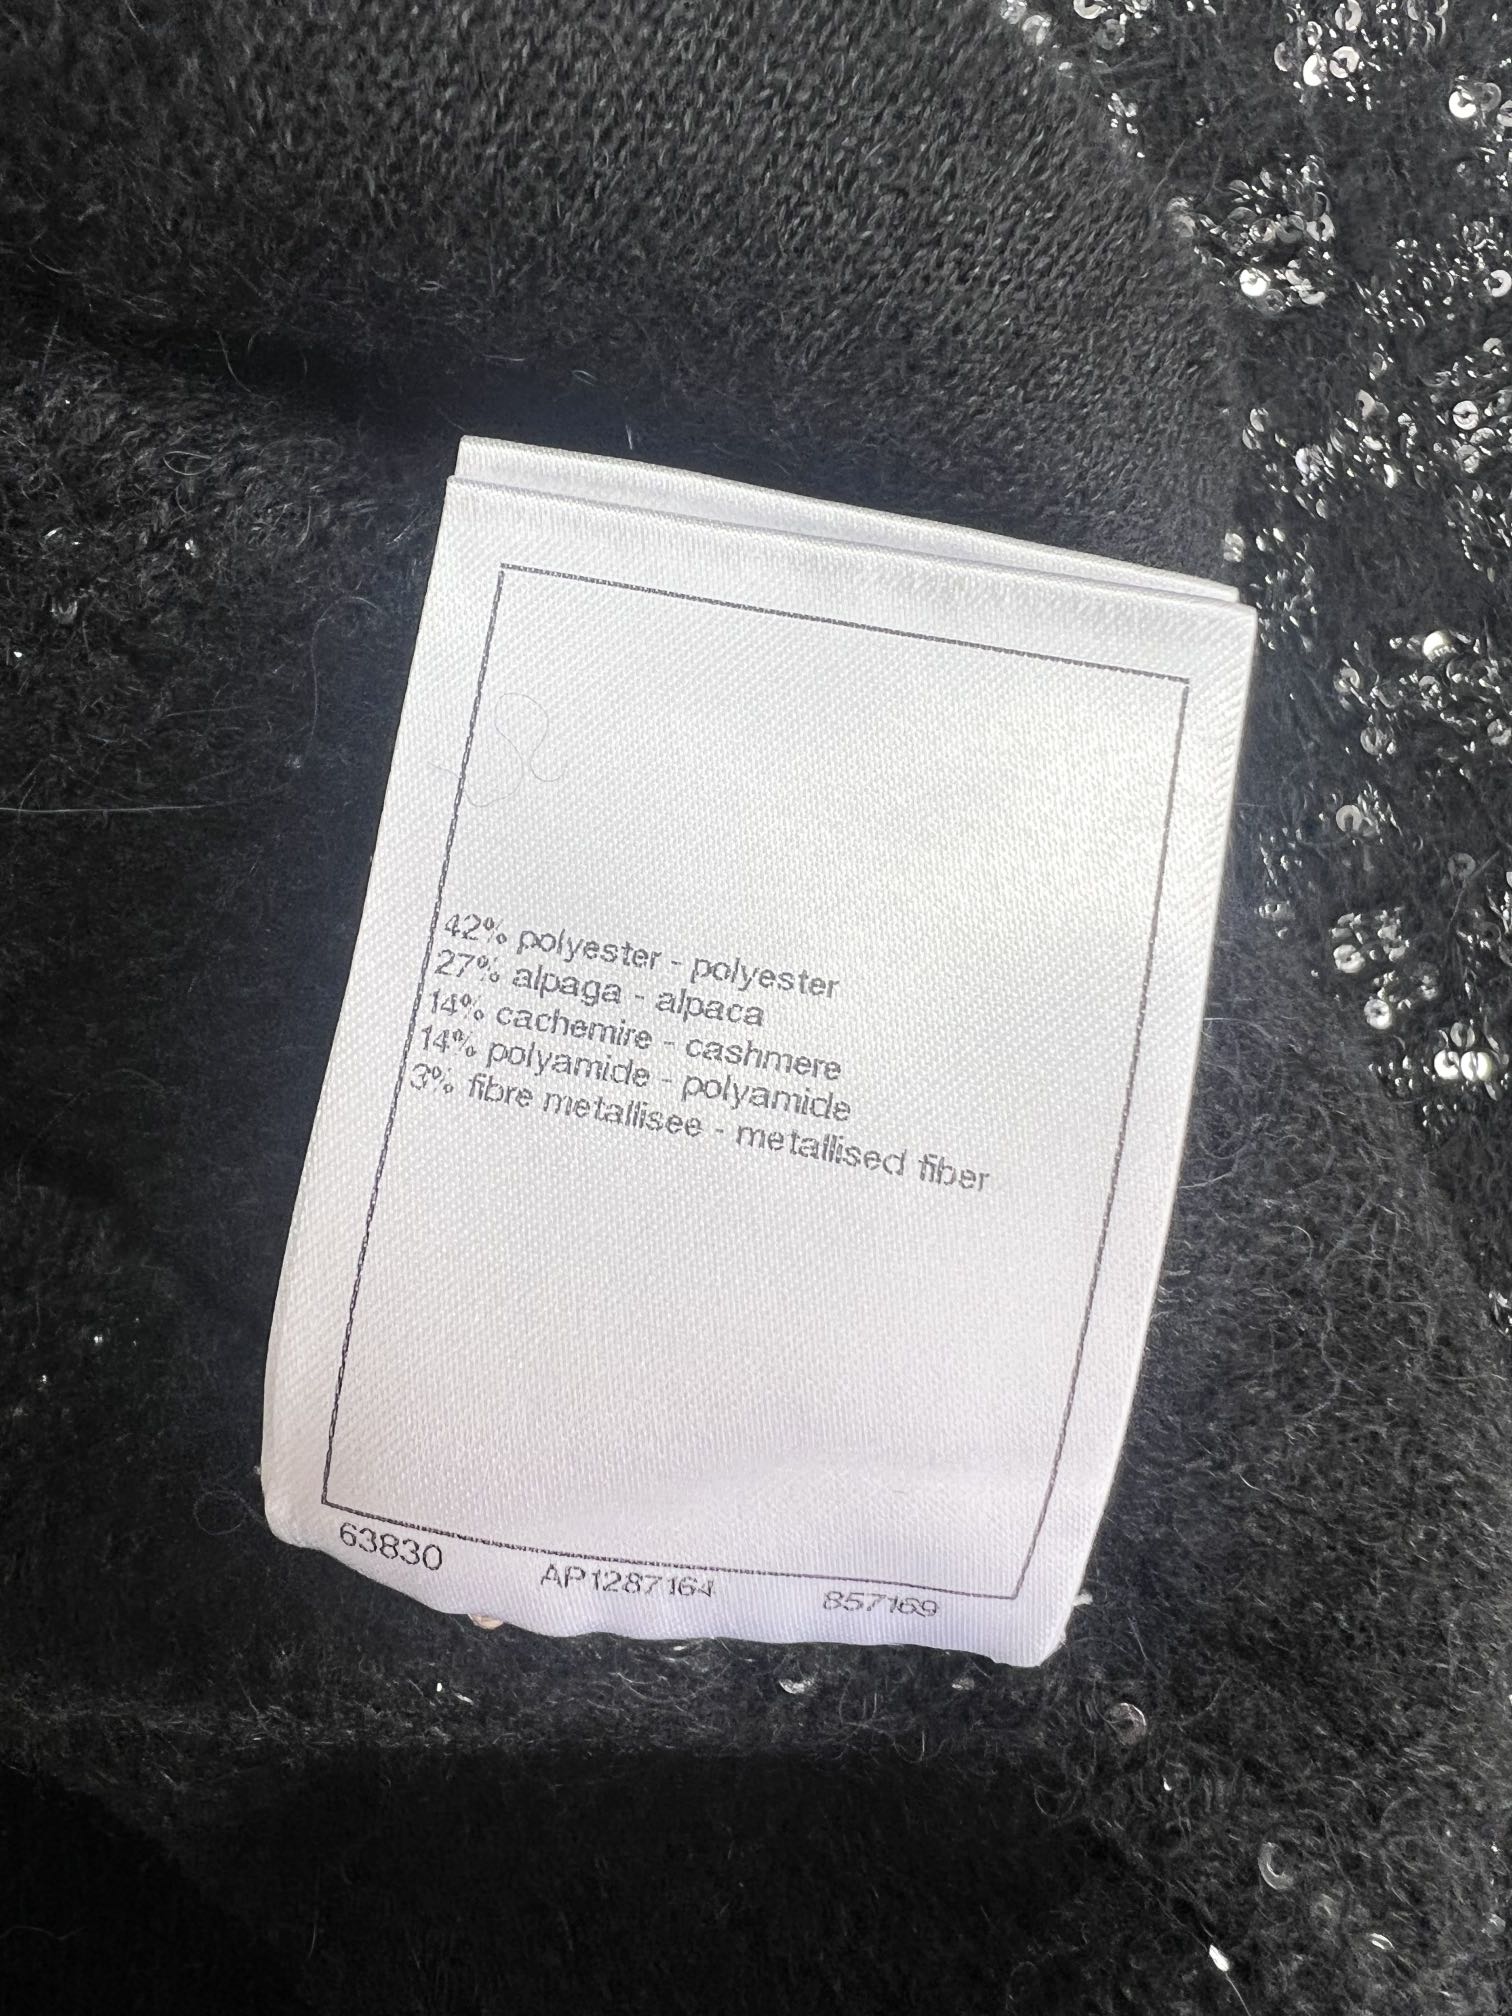 42% polyester - polyester
27% alpaga - alpaca
14% cachemire - cashmere
14% polyamide - polyamide
3% fibre metallisee - metallised fiber
63830 AP1287164 857169